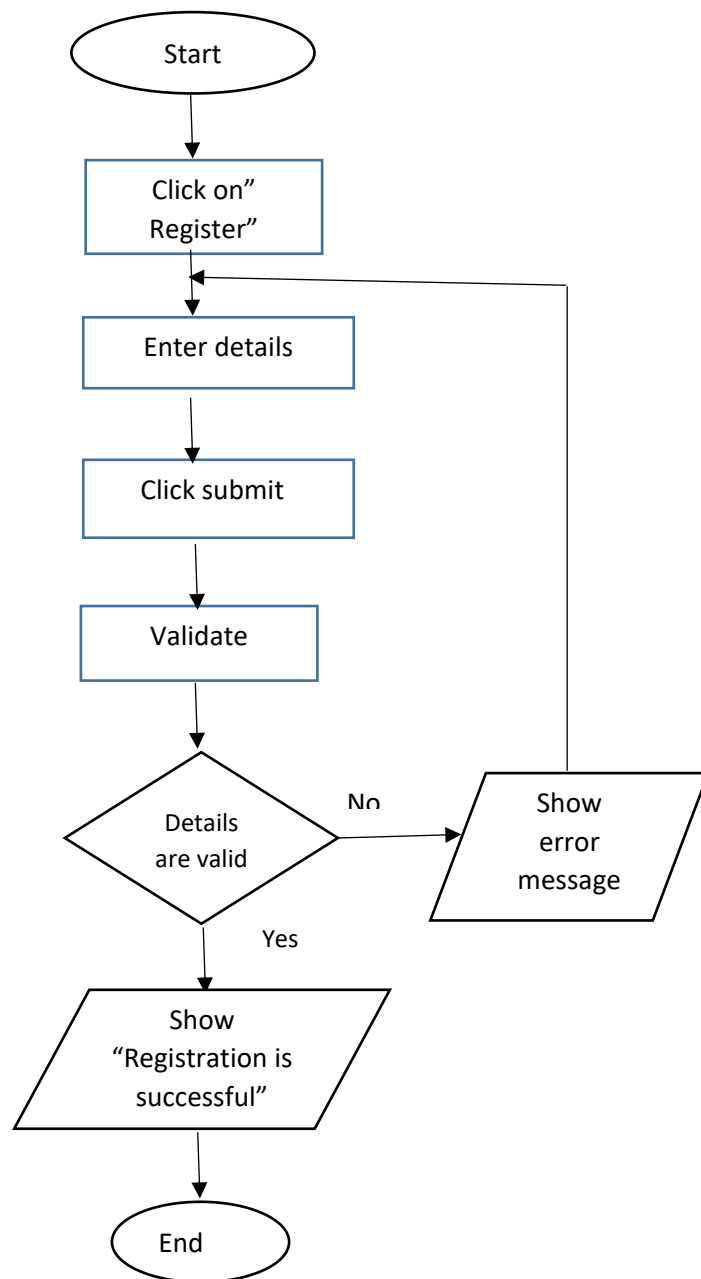 Start
Click on”
Register”
Enter details
Click submit
Validate
Details
are valid
No
Show
error
message
Yes
Show
“Registration is
successful”
End